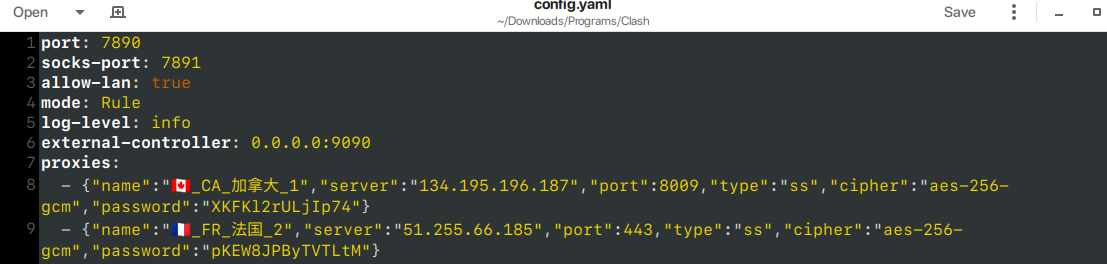 Open config.yaml Save
~/Downloads/Programs/Clash
1 port: 7890
2 socks-port: 7891
3 allow-lan: true
4 mode: Rule
5 log-level: info
6 external-controller: 0.0.0.0:9090
7 proxies:
8 - {"name":"🇨🇦_CA_加拿大_1","server":"134.195.196.187","port":8009,"type":"ss","cipher":"aes-256-
gcm","password":"XKFKl2rULjIp74"}
9 - {"name":"🇫🇷_FR_法国_2","server":"51.255.66.185","port":443,"type":"ss","cipher":"aes-256-
gcm","password":"pKEW8JPByTVTLtM"}